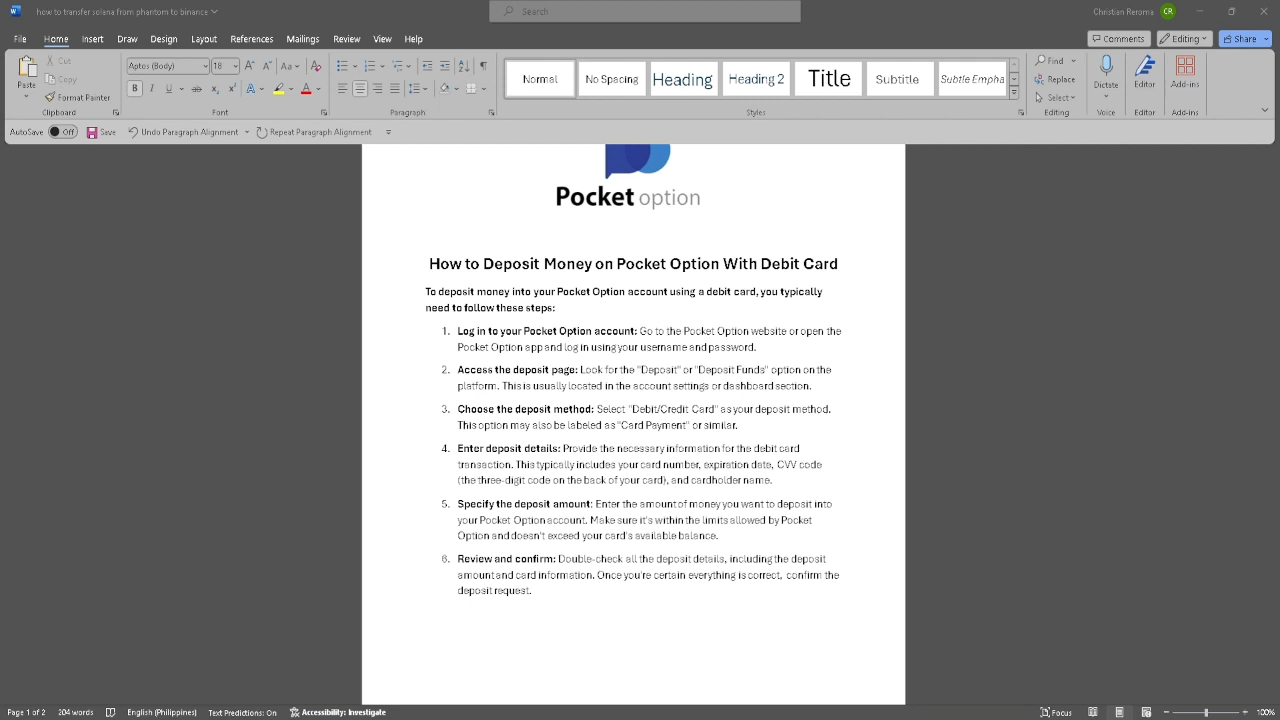 how to transfer solana from phantom to binance
Search
Christian Reroma
CR
File Home Insert Draw Design Layout References Mailings Review View Help
Comments Editing Share
Paste
Cut
Copy
Format Painter
Clipboard
Aptos (Body) 18
Font
Paragraph
Normal No Spacing Heading Heading 2 Title Subtitle Subtle Empha
Styles
Find
Replace
Select
Editing
Dictate
Voice
Editor
Editor
Add-ins
Add-ins
AutoSave Off Save Undo Paragraph Alignment Repeat Paragraph Alignment
Pocket option
How to Deposit Money on Pocket Option With Debit Card
To deposit money into your Pocket Option account using a debit card, you typically
need to follow these steps:
1. Log in to your Pocket Option account: Go to the Pocket Option website or open the
Pocket Option app and log in using your username and password.
2. Access the deposit page: Look for the "Deposit" or "Deposit Funds" option on the
platform. This is usually located in the account settings or dashboard section.
3. Choose the deposit method: Select "Debit/Credit Card" as your deposit method.
This option may also be labeled as "Card Payment" or similar.
4. Enter deposit details: Provide the necessary information for the debit card
transaction. This typically includes your card number, expiration date, CVV code
(the three-digit code on the back of your card), and cardholder name.
5. Specify the deposit amount: Enter the amount of money you want to deposit into
your Pocket Option account. Make sure it's within the limits allowed by Pocket
Option and doesn't exceed your card's available balance.
6. Review and confirm: Double-check all the deposit details, including the deposit
amount and card information. Once you're certain everything is correct, confirm the
deposit request.
Page 1 of 2 204 words English (Philippines) Text Predictions: On Accessibility: Investigate Focus 100%